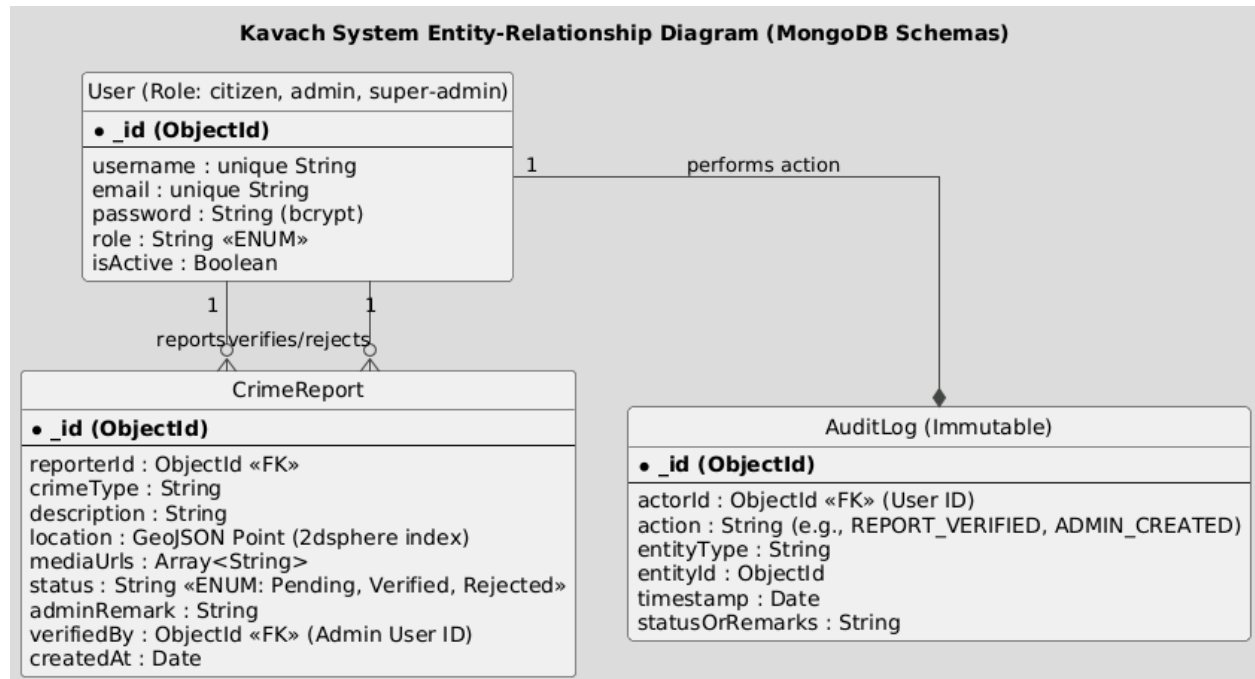 Kavach System Entity-Relationship Diagram (MongoDB Schemas)
User (Role: citizen, admin, super-admin)
_id (ObjectId)
username : unique String
email : unique String
password : String (bcrypt)
role : String «ENUM»
isActive : Boolean
1
performs action
1
1
reports
verifies/rejects
CrimeReport
_id (ObjectId)
reporterId : ObjectId «FK»
crimeType : String
description : String
location : GeoJSON Point (2dsphere index)
mediaUrls : Array<String>
status : String «ENUM: Pending, Verified, Rejected»
adminRemark : String
verifiedBy : ObjectId «FK» (Admin User ID)
createdAt : Date
AuditLog (Immutable)
_id (ObjectId)
actorId : ObjectId «FK» (User ID)
action : String (e.g., REPORT_VERIFIED, ADMIN_CREATED)
entityType : String
entityId : ObjectId
timestamp : Date
statusOrRemarks : String